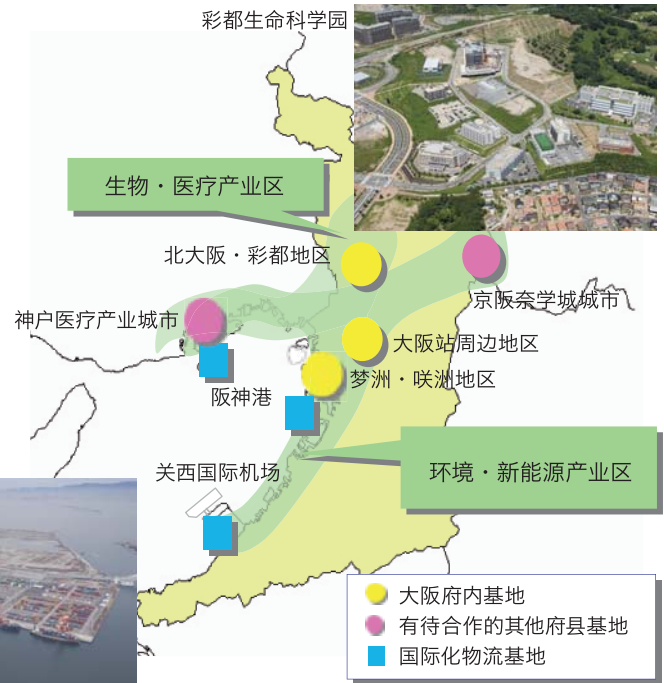 彩都生命科学园
生物・医疗产业区
北大阪・彩都地区
京阪奈学城城市
神户医疗产业城市
大阪站周边地区
梦洲・咲洲地区
阪神港
关西国际机场
环境・新能源产业区
大阪府内基地
有待合作的其他府县基地
国际化物流基地